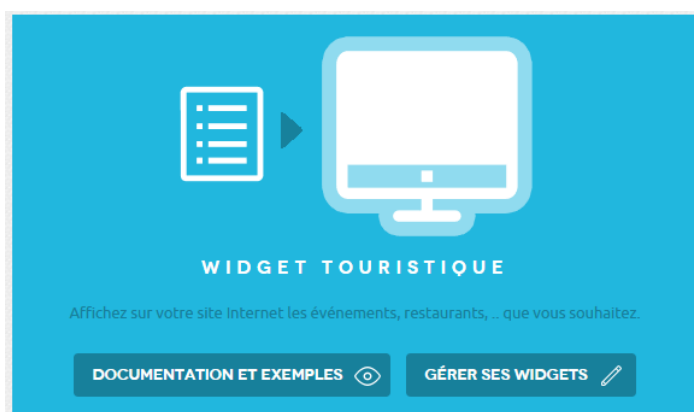 WIDGET TOURISTIQUE
Affichez sur votre site Internet les événements, restaurants, .. que vous souhaitez.
DOCUMENTATION ET EXEMPLES
GÉRER SES WIDGETS